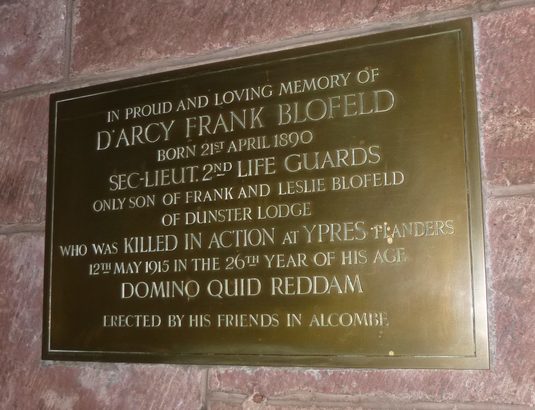 IN PROUD AND LOVING MEMORY OF
D'ARCY FRANK BLOFELD
BORN 21ST APRIL 1890
SEC-LIEUT. 2ND LIFE GUARDS
ONLY SON OF FRANK AND LESLIE BLOFELD
OF DUNSTER LODGE
WHO WAS KILLED IN ACTION AT YPRES-FLANDERS
12TH MAY 1915 IN THE 26TH YEAR OF HIS AGE
DOMINO QUID REDDAM
ERECTED BY HIS FRIENDS IN ALCOMBE